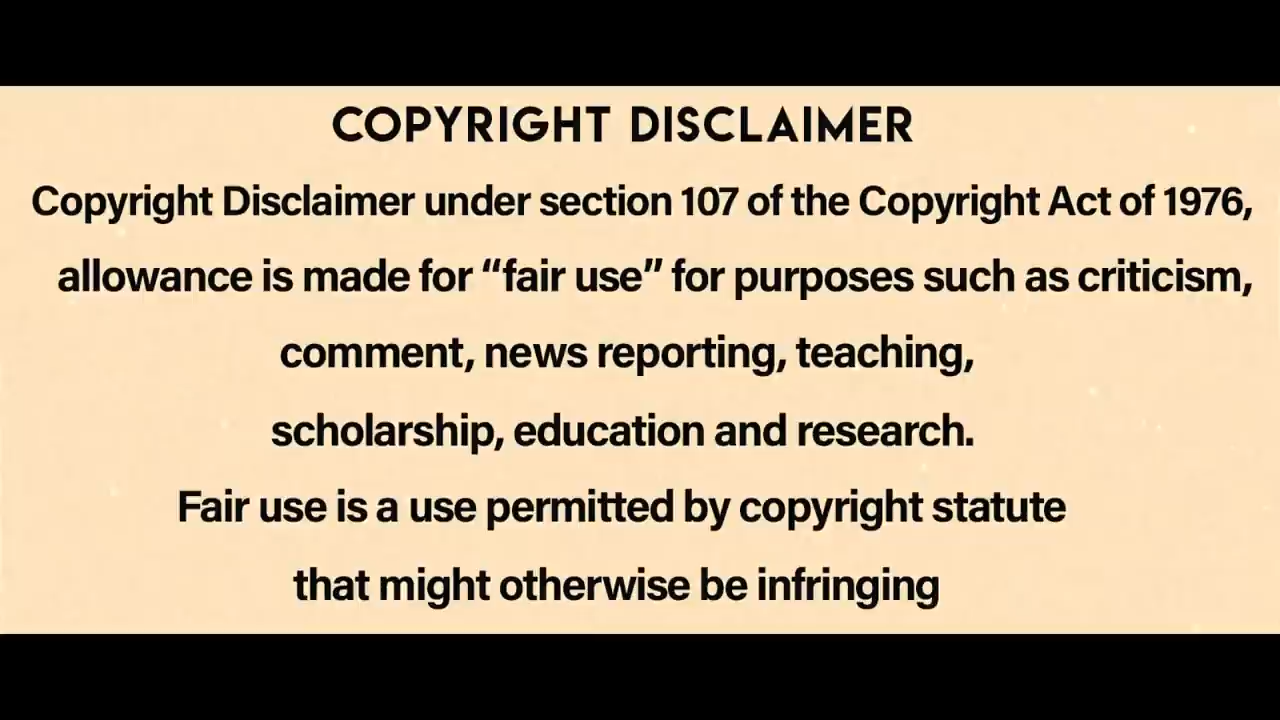 COPYRIGHT DISCLAIMER
Copyright Disclaimer under section 107 of the Copyright Act of 1976,
allowance is made for “fair use” for purposes such as criticism,
comment, news reporting, teaching,
scholarship, education and research.
Fair use is a use permitted by copyright statute
that might otherwise be infringing